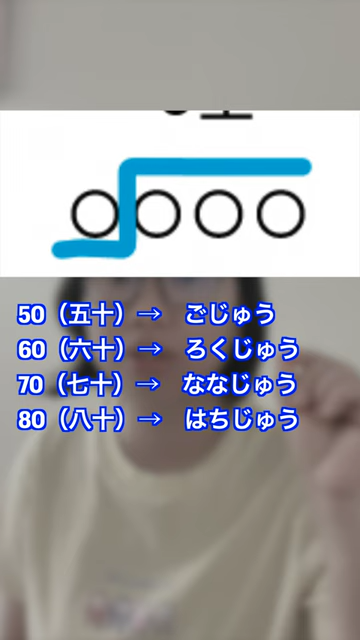 50（五十）→　ごじゅう
60（六十）→　ろくじゅう
70（七十）→　ななじゅう
80（八十）→　はちじゅう